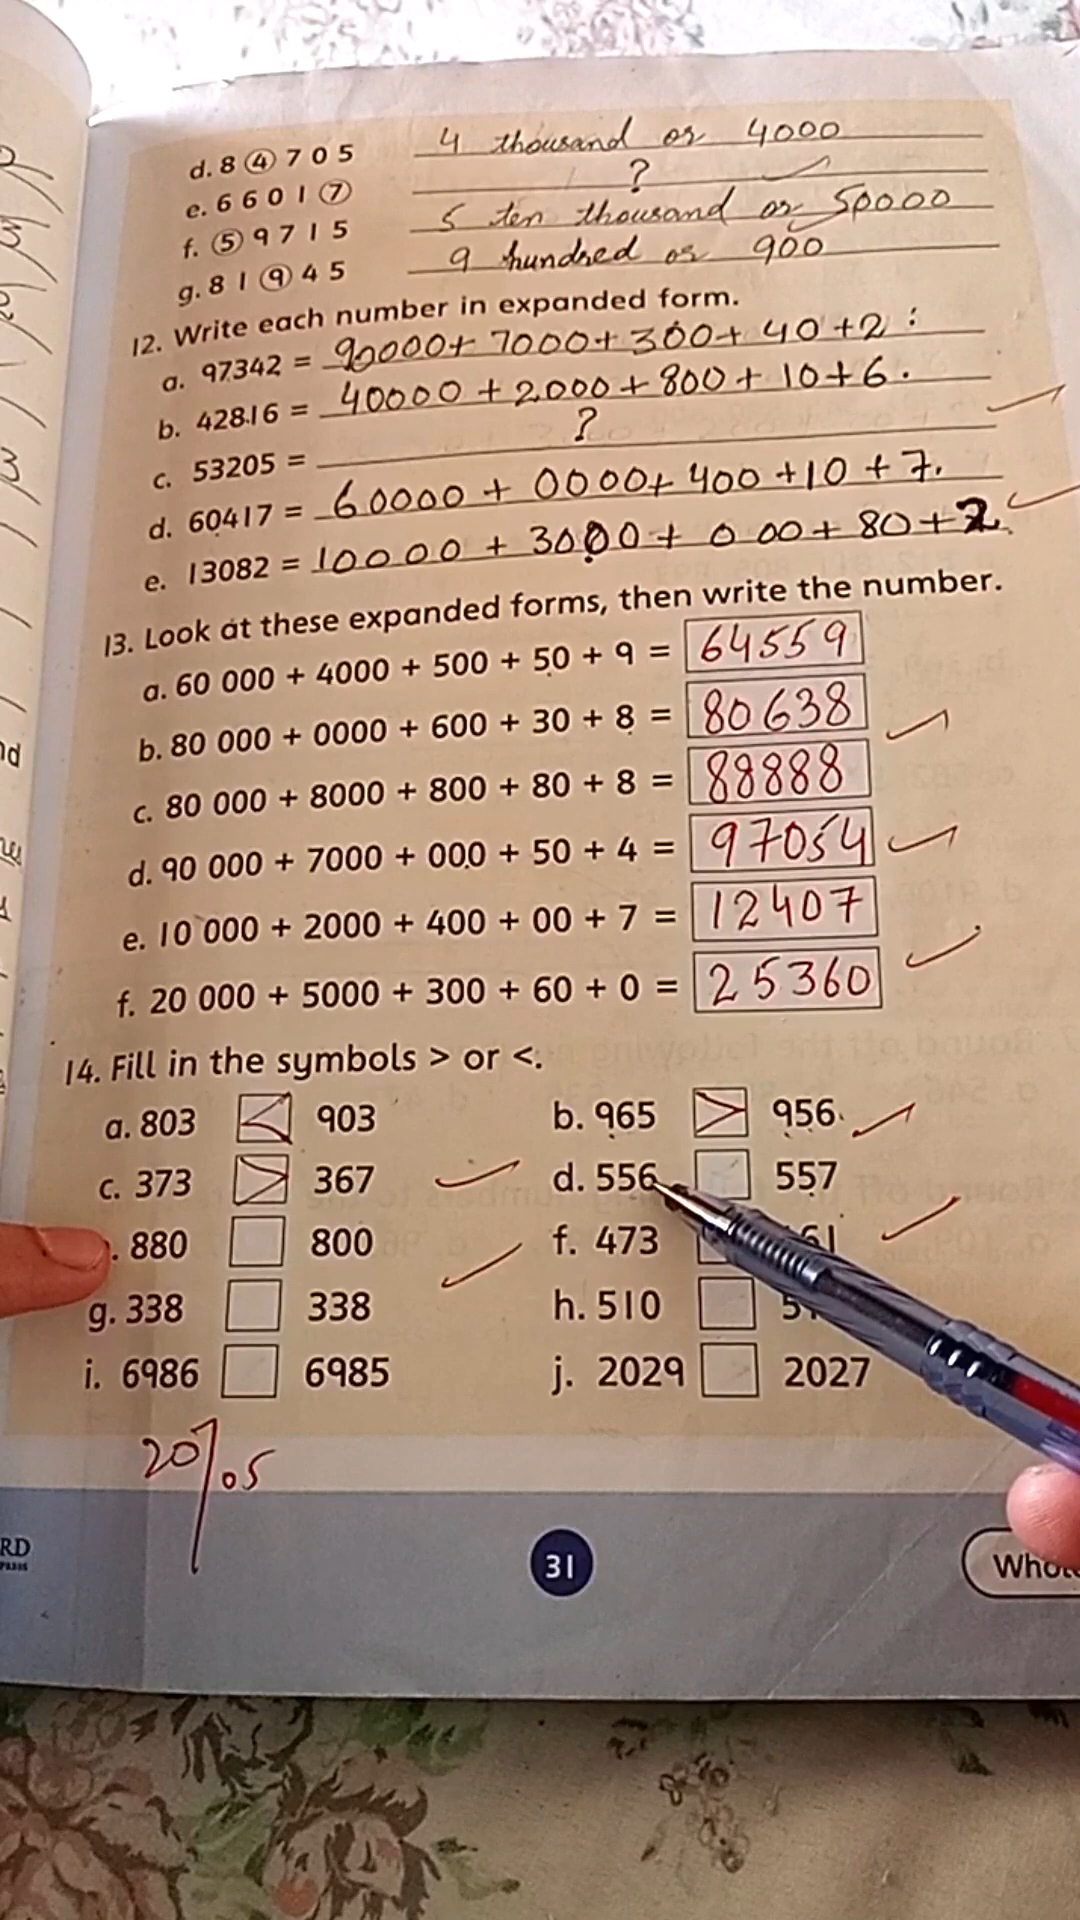 d. 8 4 7 0 5 4 thousand or 4000
e. 6 6 0 1 7 ?
f. 5 9 7 1 5 5 ten thousand or 50000
g. 8 1 9 4 5 9 hundred or 900
12. Write each number in expanded form.
a. 97342 = 90000+ 7000+ 300+ 40+2
b. 42816 = 40000 + 2000 + 800 + 10+6.
c. 53205 = ?
d. 60417 = 60000 + 0000+ 400 +10 +7.
e. 13082 = 10000 + 3000 + 000+ 80+2
13. Look at these expanded forms, then write the number.
a. 60 000 + 4000 + 500 + 50 + 9 = 64559
b. 80 000 + 0000 + 600 + 30 + 8 = 80638
c. 80 000 + 8000 + 800 + 80 + 8 = 88888
d. 90 000 + 7000 + 000 + 50 + 4 = 97054
e. 10 000 + 2000 + 400 + 00 + 7 = 12407
f. 20 000 + 5000 + 300 + 60 + 0 = 25360
14. Fill in the symbols > or <.
a. 803 < 903 b. 965 > 956
c. 373 > 367 d. 556 557
880 800 f. 473
g. 338 338 h. 510
i. 6986 6985 j. 2029 2027
20/05
RD
31